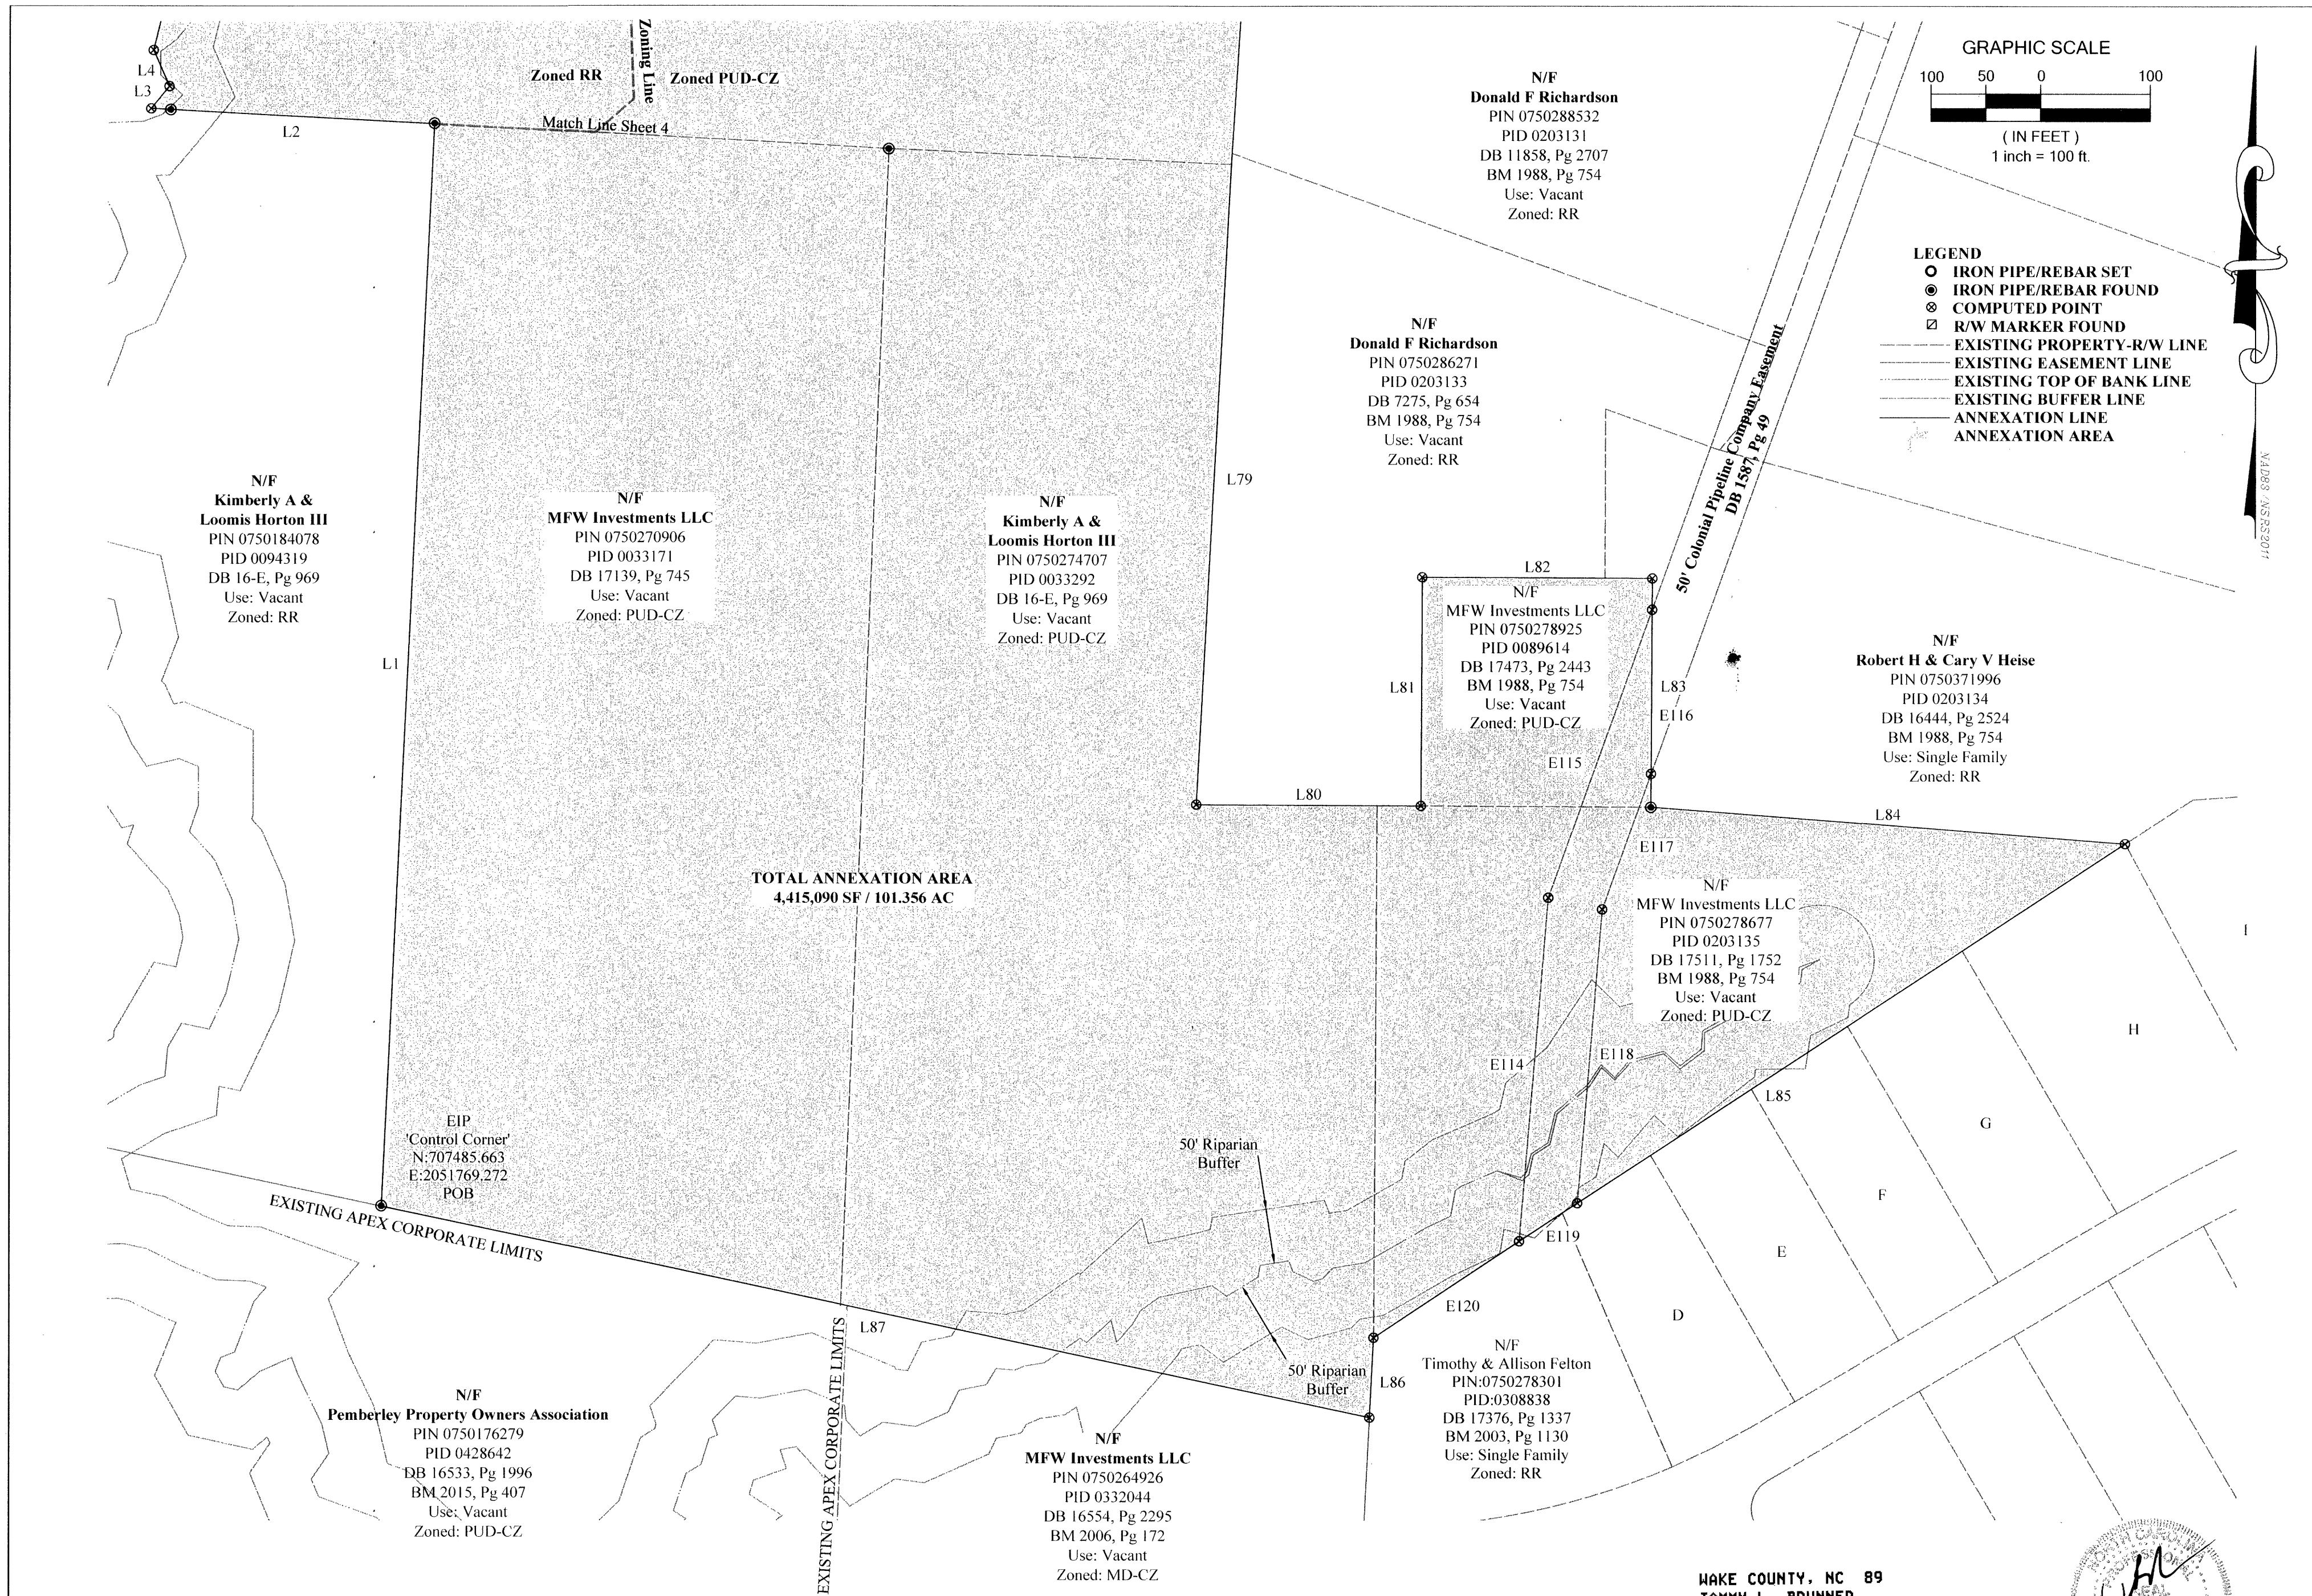 L4
L3
L2
Zoned RR
Zoning Line
Zoned PUD-CZ
Match Line Sheet 4
GRAPHIC SCALE
100 50 0 100
( IN FEET )
1 inch = 100 ft.
N/F
Donald F Richardson
PIN 0750288532
PID 0203131
DB 11858, Pg 2707
BM 1988, Pg 754
Use: Vacant
Zoned: RR
LEGEND
IRON PIPE/REBAR SET
IRON PIPE/REBAR FOUND
COMPUTED POINT
R/W MARKER FOUND
EXISTING PROPERTY-R/W LINE
EXISTING EASEMENT LINE
EXISTING TOP OF BANK LINE
EXISTING BUFFER LINE
ANNEXATION LINE
ANNEXATION AREA
NAD83 / NSRS2011
N/F
Donald F Richardson
PIN 0750286271
PID 0203133
DB 7275, Pg 654
BM 1988, Pg 754
Use: Vacant
Zoned: RR
50' Colonial Pipeline Company Easement
DB 1587, Pg 49
L79
N/F
Kimberly A &
Loomis Horton III
PIN 0750184078
PID 0094319
DB 16-E, Pg 969
Use: Vacant
Zoned: RR
N/F
MFW Investments LLC
PIN 0750270906
PID 0033171
DB 17139, Pg 745
Use: Vacant
Zoned: PUD-CZ
N/F
Kimberly A &
Loomis Horton III
PIN 0750274707
PID 0033292
DB 16-E, Pg 969
Use: Vacant
Zoned: PUD-CZ
L82
N/F
MFW Investments LLC
PIN 0750278925
PID 0089614
DB 17473, Pg 2443
BM 1988, Pg 754
Use: Vacant
Zoned: PUD-CZ
N/F
Robert H & Cary V Heise
PIN 0750371996
PID 0203134
DB 16444, Pg 2524
BM 1988, Pg 754
Use: Single Family
Zoned: RR
L1
L81
L83
E116
E115
L80
L84
E117
TOTAL ANNEXATION AREA
4,415,090 SF / 101.356 AC
N/F
MFW Investments LLC
PIN 0750278677
PID 0203135
DB 17511, Pg 1752
BM 1988, Pg 754
Use: Vacant
Zoned: PUD-CZ
I
H
E114
E118
L85
G
EIP
'Control Corner'
N:707485.663
E:2051769.272
POB
50' Riparian
Buffer
F
EXISTING APEX CORPORATE LIMITS
E119
E
E120
D
L87
EXISTING APEX CORPORATE LIMITS
50' Riparian
Buffer
L86
N/F
Timothy & Allison Felton
PIN:0750278301
PID:0308838
DB 17376, Pg 1337
BM 2003, Pg 1130
Use: Single Family
Zoned: RR
N/F
Pemberley Property Owners Association
PIN 0750176279
PID 0428642
DB 16533, Pg 1996
BM 2015, Pg 407
Use: Vacant
Zoned: PUD-CZ
N/F
MFW Investments LLC
PIN 0750264926
PID 0332044
DB 16554, Pg 2295
BM 2006, Pg 172
Use: Vacant
Zoned: MD-CZ
WAKE COUNTY, NC 89
TAMMY L. BRUNNER
NORTH CAROLINA
PROFESSIONAL
SEAL